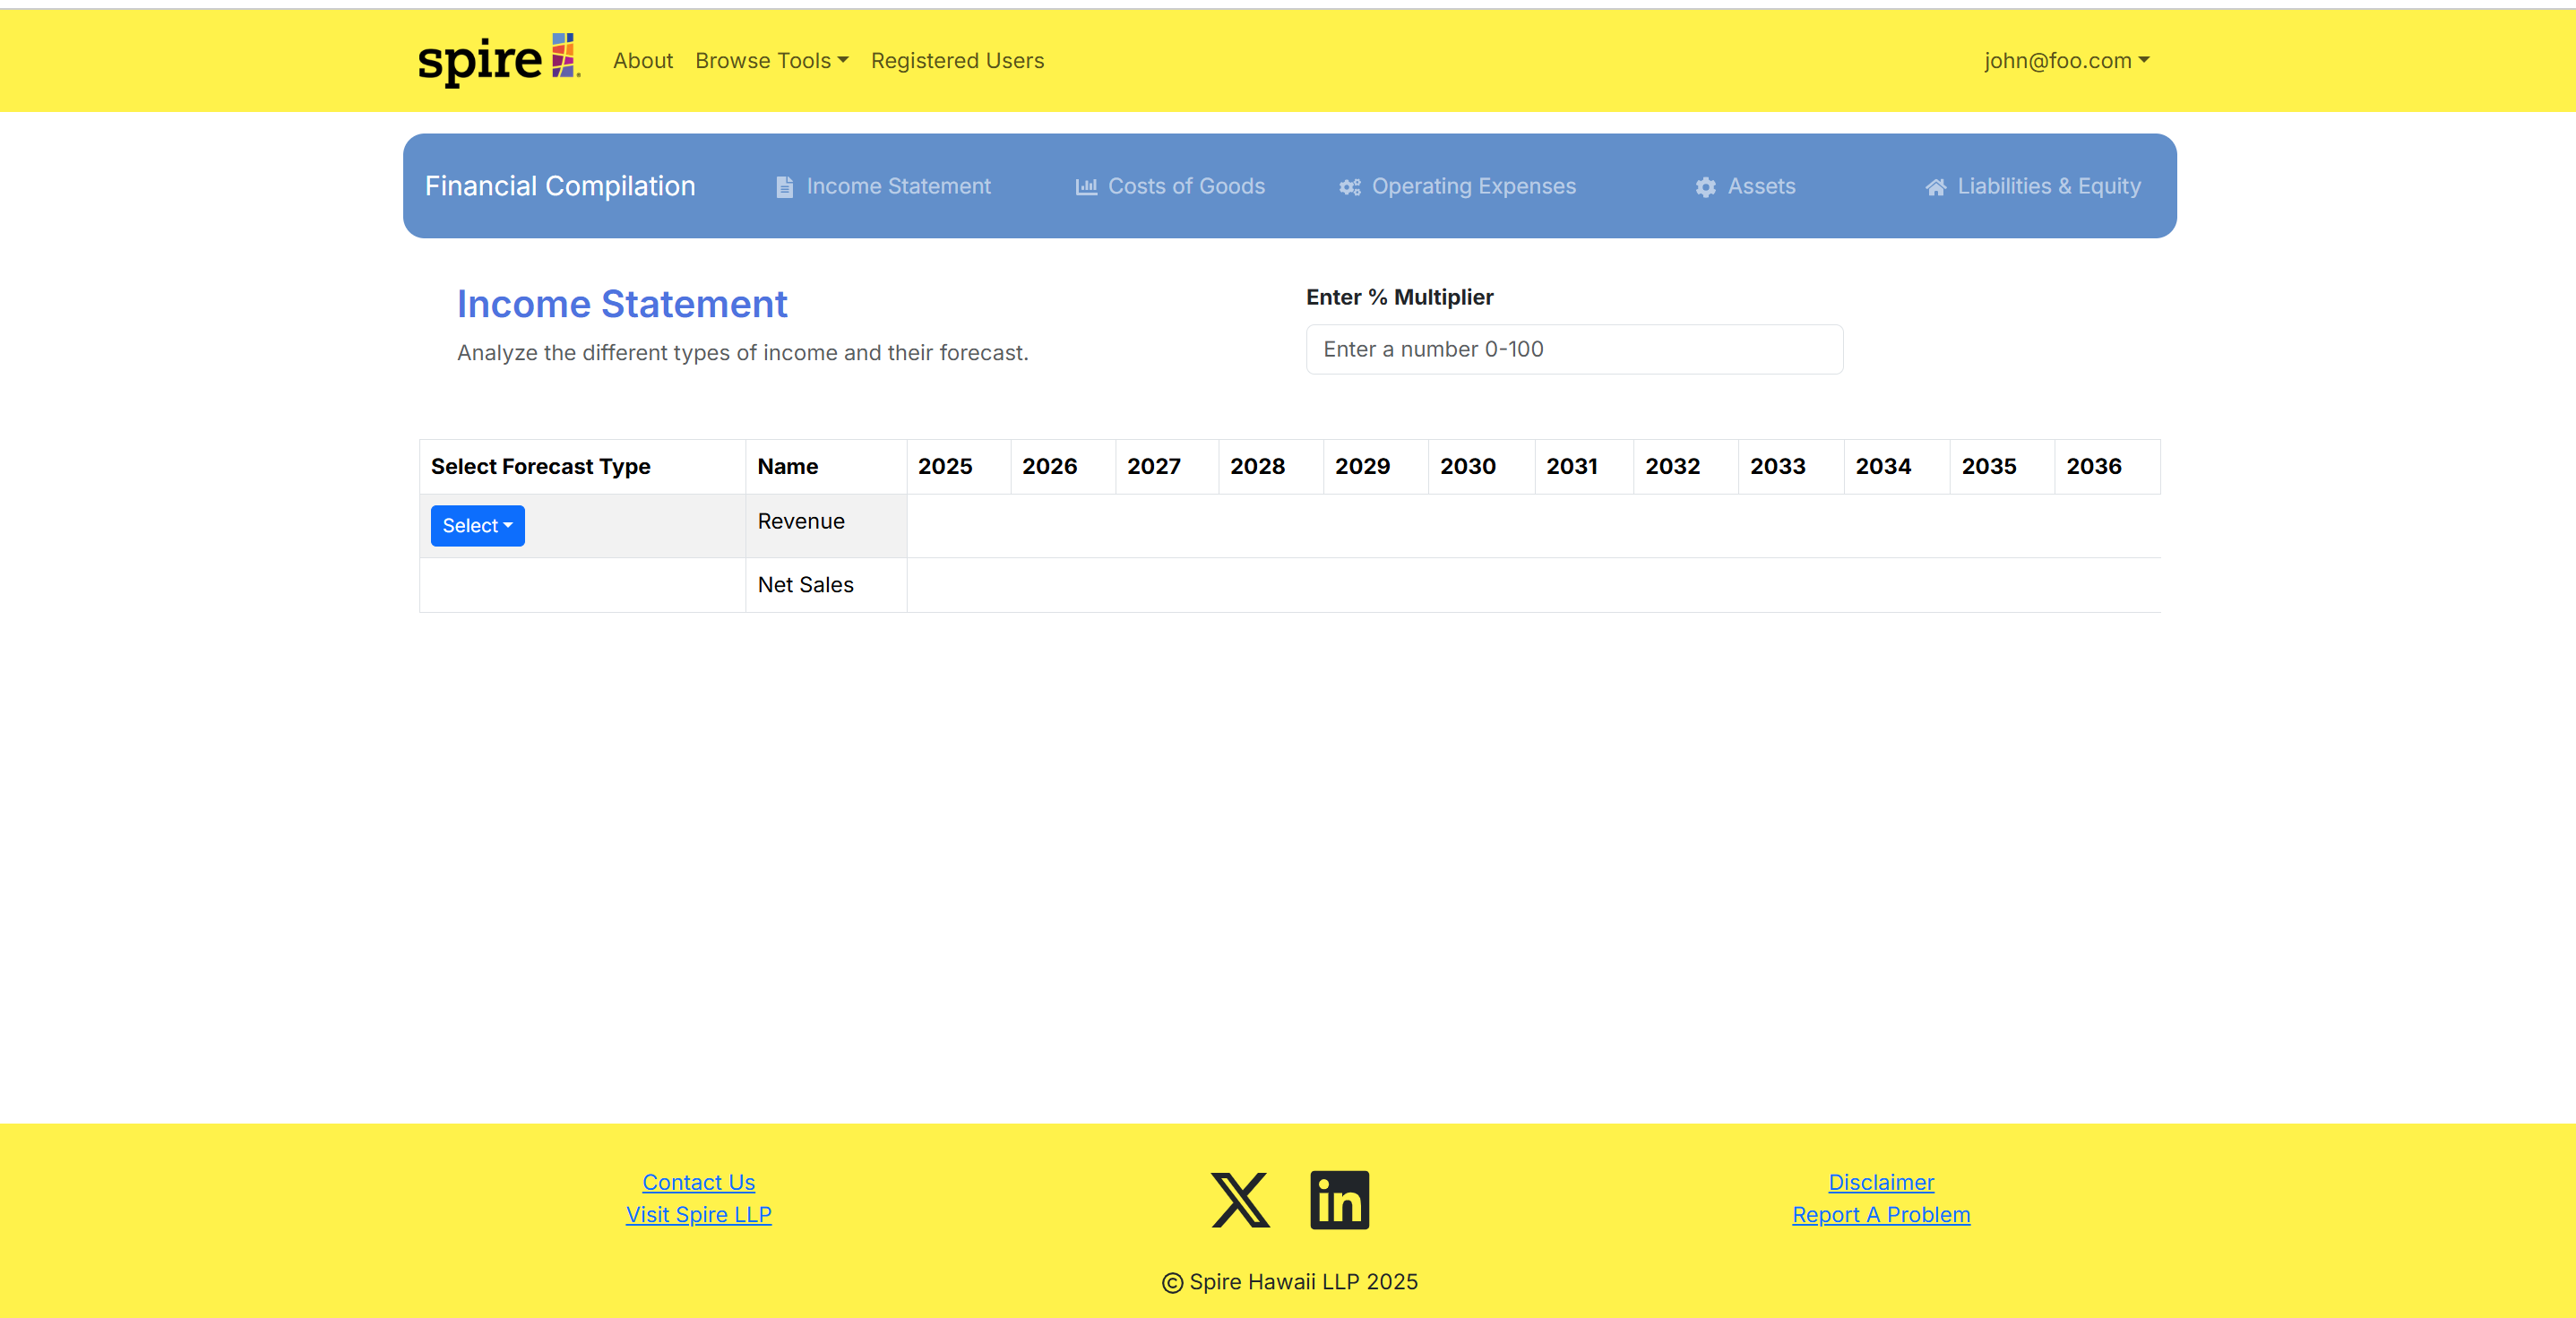 spire About Browse Tools Registered Users john@foo.com
Financial Compilation Income Statement Costs of Goods Operating Expenses Assets Liabilities & Equity
Income Statement
Analyze the different types of income and their forecast.
Enter % Multiplier
Enter a number 0-100
Select Forecast Type Name 2025 2026 2027 2028 2029 2030 2031 2032 2033 2034 2035 2036
Select Revenue
Net Sales
Contact Us
Visit Spire LLP
X in
Disclaimer
Report A Problem
© Spire Hawaii LLP 2025